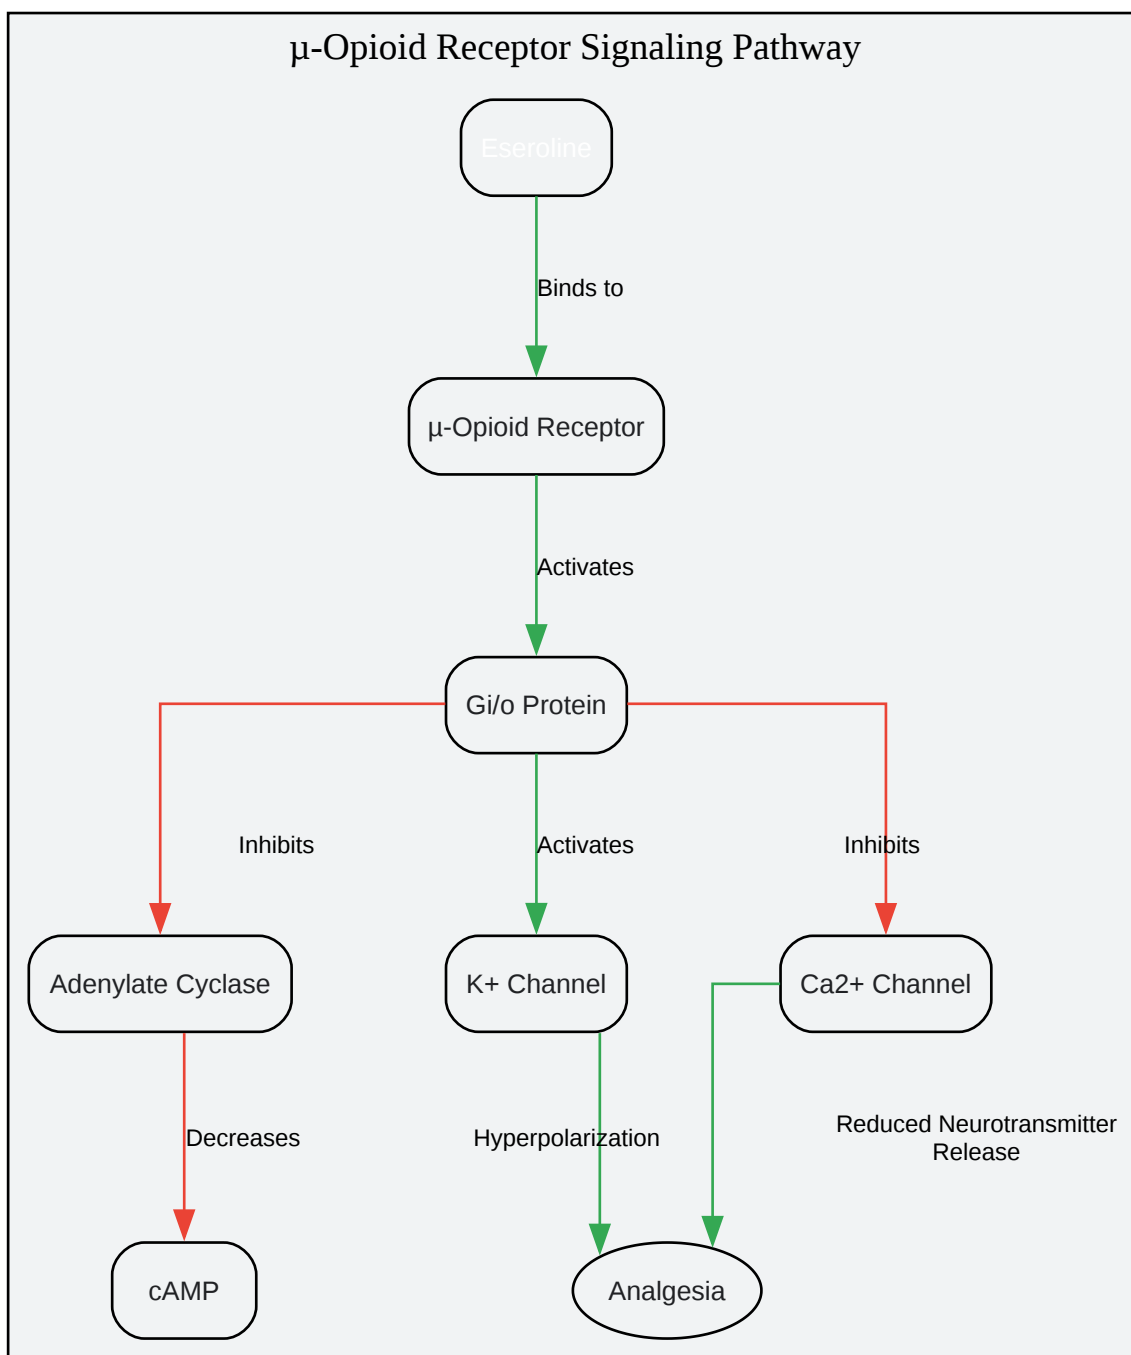 µ-Opioid Receptor Signaling Pathway
Eseroline
Binds to
µ-Opioid Receptor
Activates
Gi/o Protein
Inhibits
Activates
Inhibits
Adenylate Cyclase
K+ Channel
Ca2+ Channel
Decreases
Hyperpolarization
Reduced Neurotransmitter
Release
cAMP
Analgesia